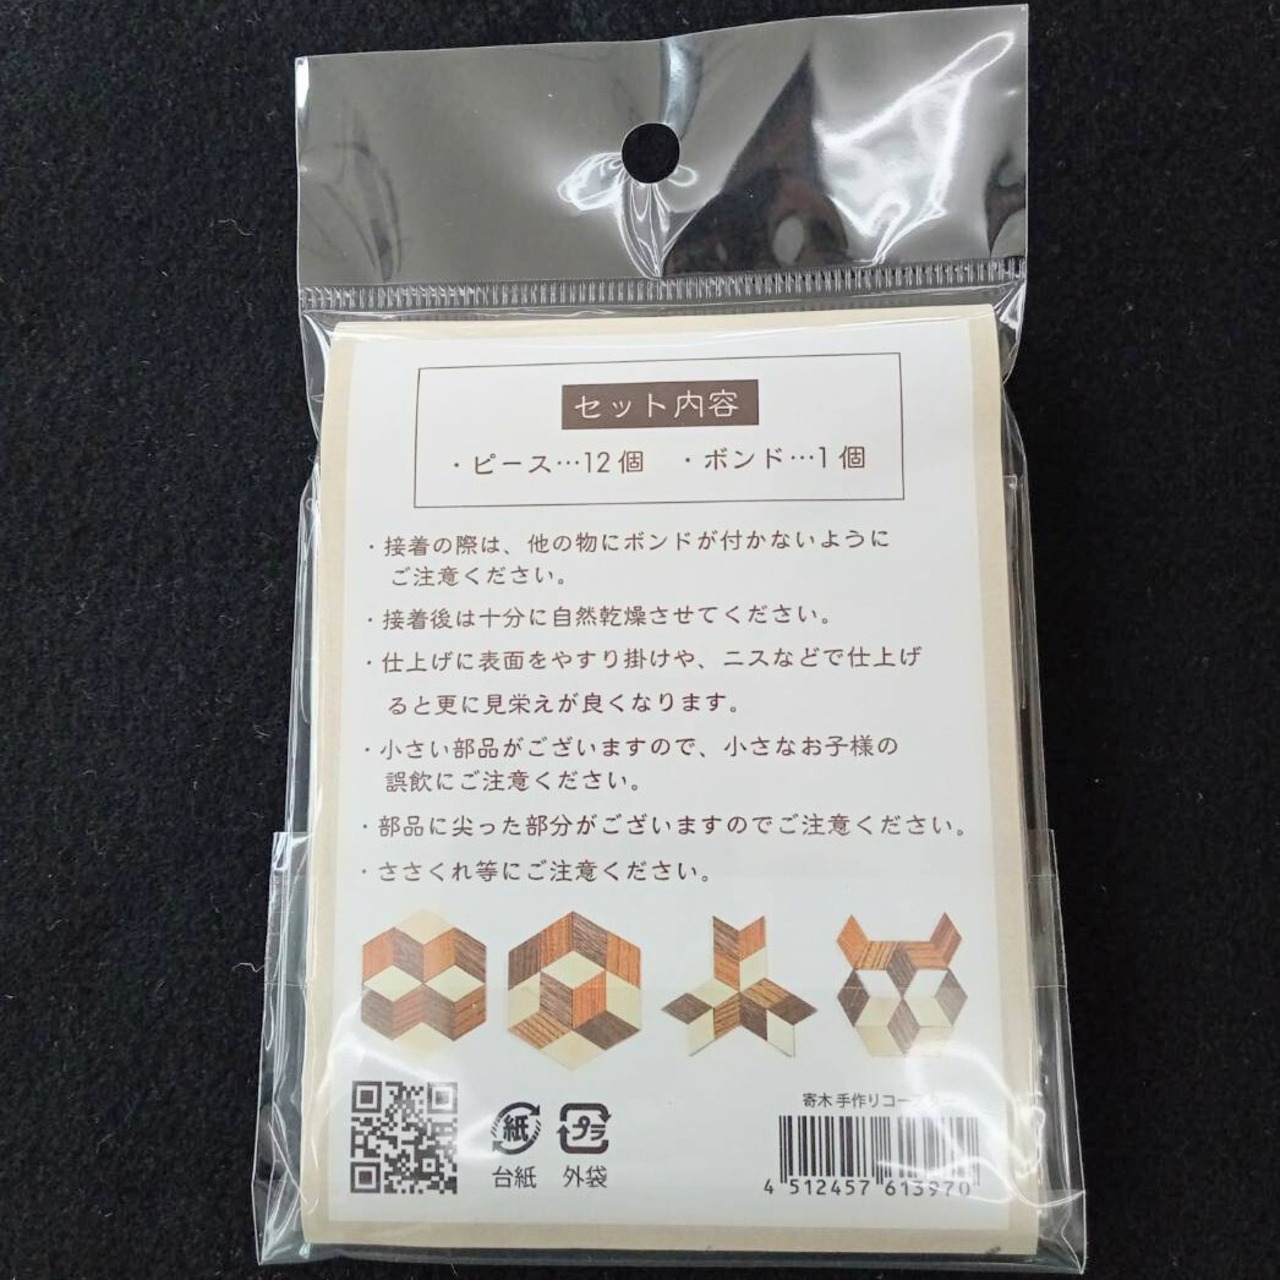 セット内容
・ピース…12個　・ボンド…1個
・接着の際は、他の物にボンドが付かないように
ご注意ください。
・接着後は十分に自然乾燥させてください。
・仕上げに表面をやすり掛けや、ニスなどで仕上げ
ると更に見栄えが良くなります。
・小さい部品がございますので、小さなお子様の
誤飲にご注意ください。
・部品に尖った部分がございますのでご注意ください。
・ささくれ等にご注意ください。
紙
プラ
台紙
外袋
寄木 手作りコースター
4 512457 613970